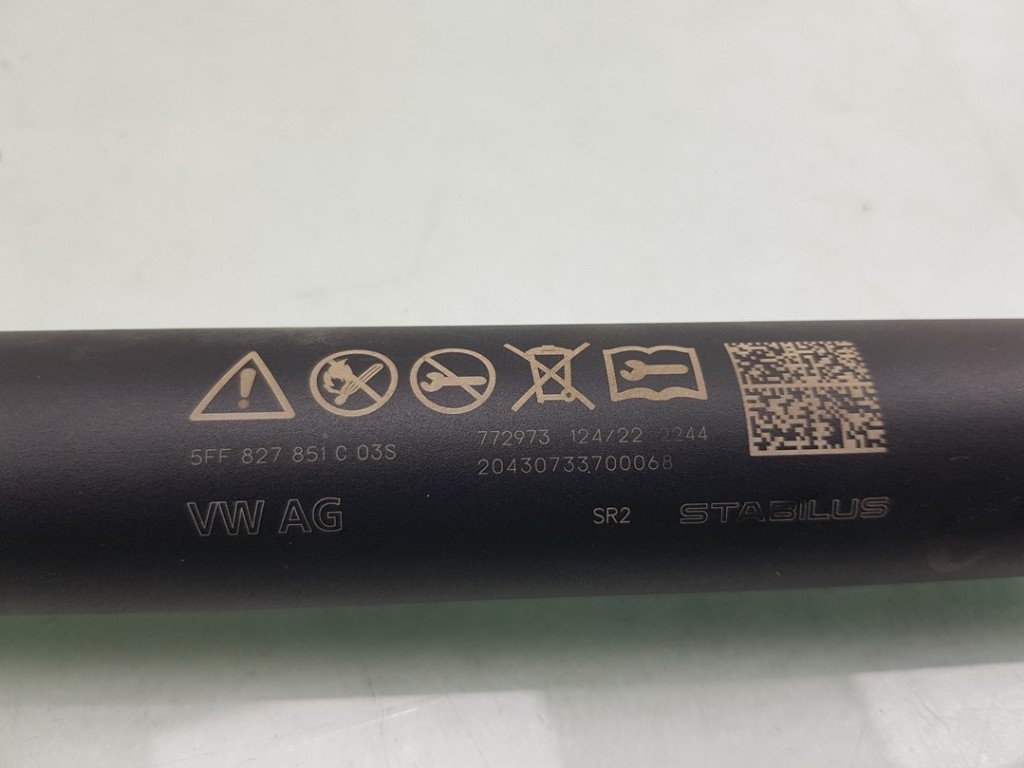 5FF 827 851 C 03S
772973 124/22 2244
20430733700068
VW AG
SR2
STABILUS